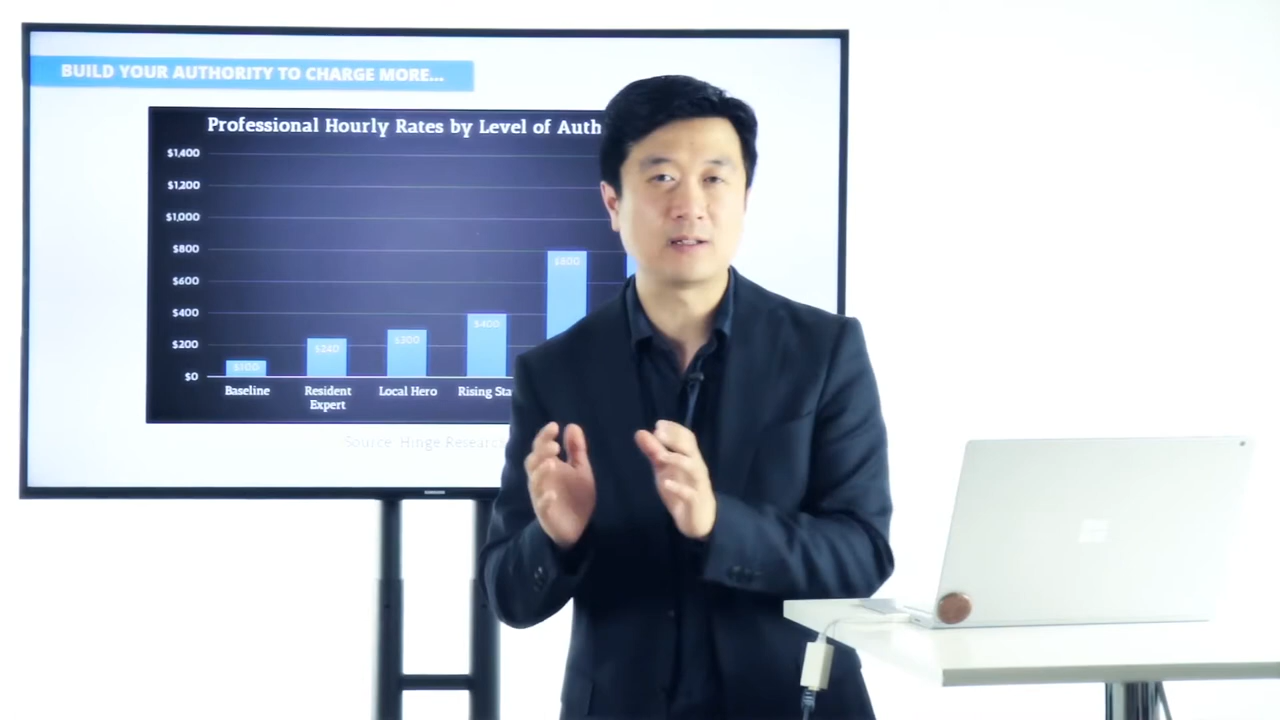 BUILD YOUR AUTHORITY TO CHARGE MORE...
Professional Hourly Rates by Level of Auth
$1,400
$1,200
$1,000
$800
$600
$400
$200
$0
$100
$240
$300
$400
$800
Baseline
Resident
Expert
Local Hero
Rising Sta
Source: Hinge Research
SAMSUNG